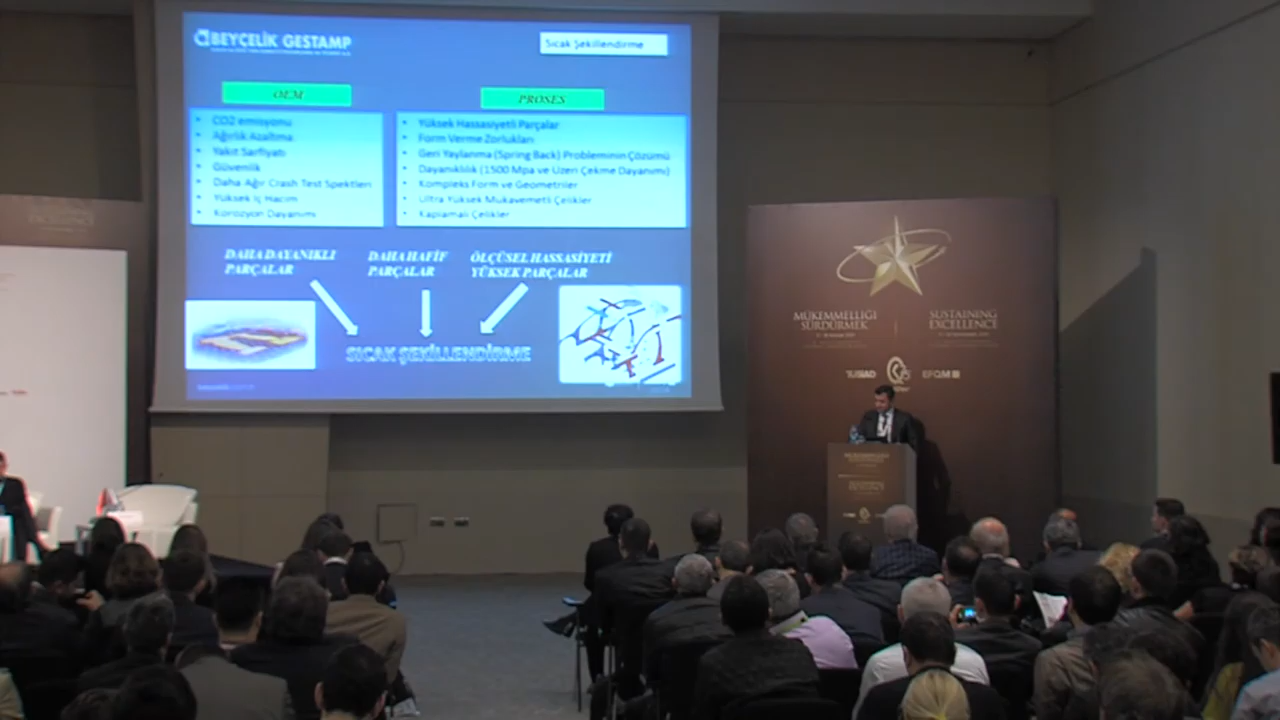 BEYÇELİK GESTAMP
Sıcak Şekillendirme
OEM
CO2 emisyonu
Ağırlık Azaltma
Yakıt Sarfiyatı
Güvenlik
Daha Ağır Crash Test Spektleri
Yüksek İç Hacim
Korozyon Dayanımı
PROSES
Yüksek Hassasiyetli Parçalar
Form Verme Zorlukları
Geri Yaylanma (Spring Back) Probleminin Çözümü
Dayanıklılık (1500 Mpa ve Üzeri Çekme Dayanımı)
Kompleks Form ve Geometriler
Ultra Yüksek Mukavemetli Çelikler
Kaplamalı Çelikler
DAHA DAYANIKLI
PARÇALAR
DAHA HAFİF
PARÇALAR
ÖLÇÜSEL HASSASİYETİ
YÜKSEK PARÇALAR
SICAK ŞEKİLLENDİRME
MÜKEMMELLİĞİ
SÜRDÜRMEK
SUSTAINING
EXCELLENCE
TÜSİAD
EFQM